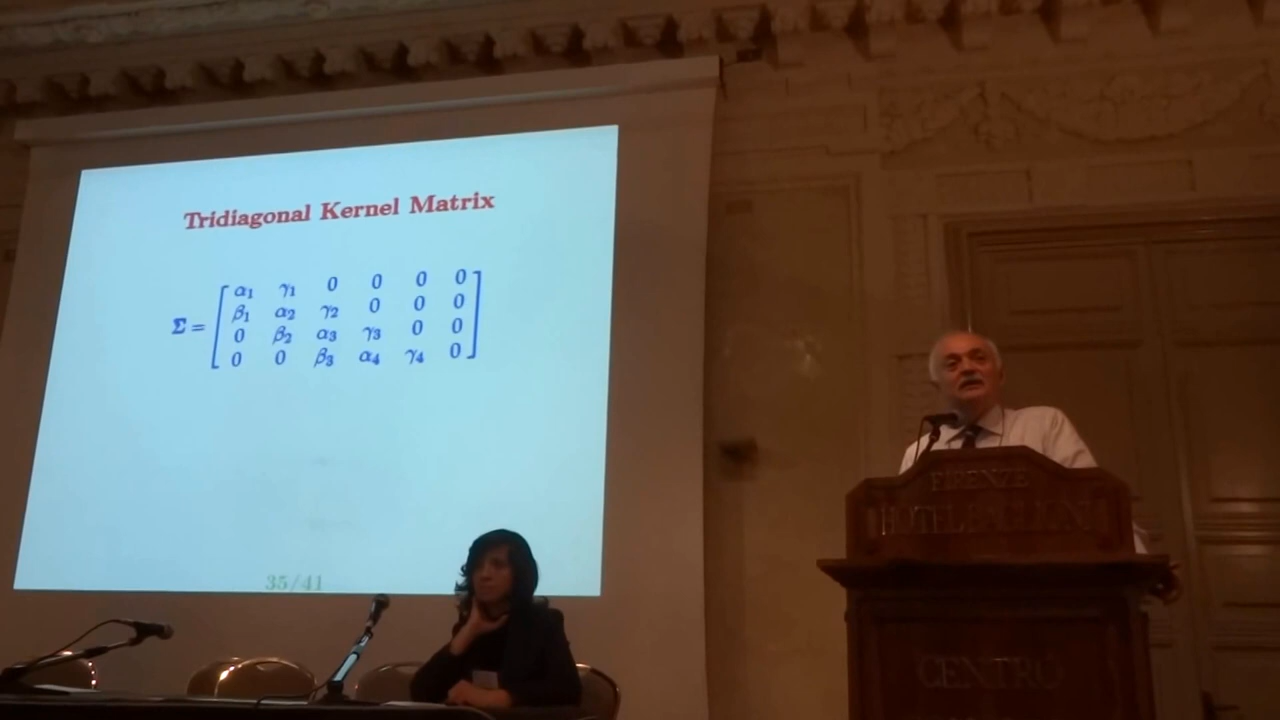 Tridiagonal Kernel Matrix
Σ = [ α₁ γ₁ 0 0 0 0
β₁ α₂ γ₂ 0 0 0
0 β₂ α₃ γ₃ 0 0
0 0 β₃ α₄ γ₄ 0 ]
35/41
FIRENZE
HOTEL BAGLIONI
CENTRO